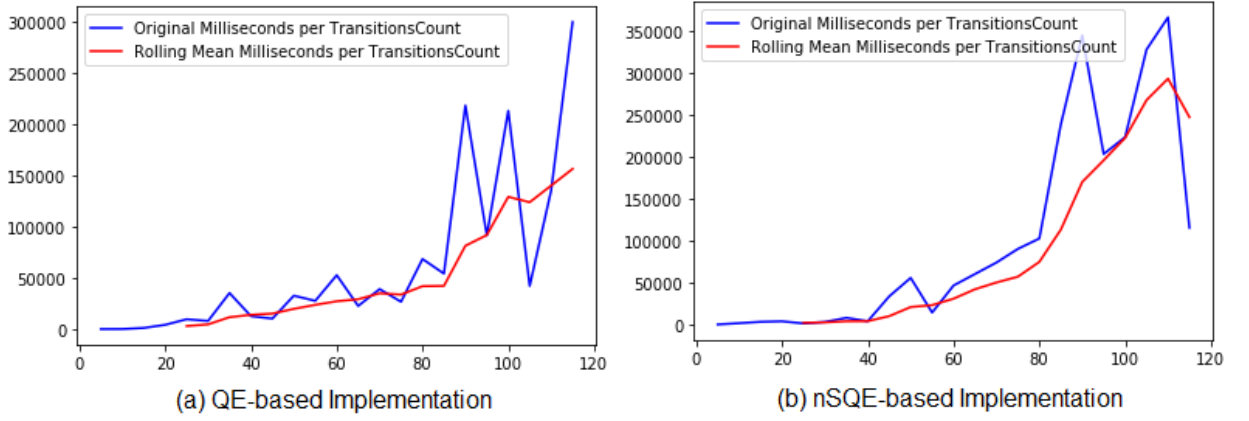 Original Milliseconds per TransitionsCount
Rolling Mean Milliseconds per TransitionsCount
300000
250000
200000
150000
100000
50000
0
0 20 40 60 80 100 120
(a) QE-based Implementation
Original Milliseconds per TransitionsCount
Rolling Mean Milliseconds per TransitionsCount
350000
300000
250000
200000
150000
100000
50000
0
0 20 40 60 80 100 120
(b) nSQE-based Implementation